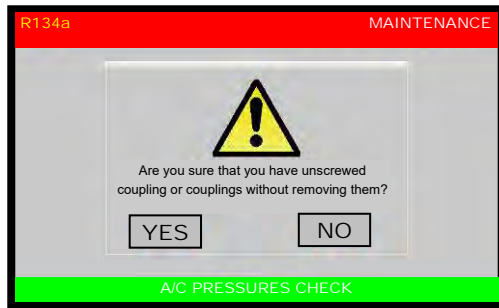 R134a MAINTENANCE
Are you sure that you have unscrewed
coupling or couplings without removing them?
YES NO
A/C PRESSURES CHECK